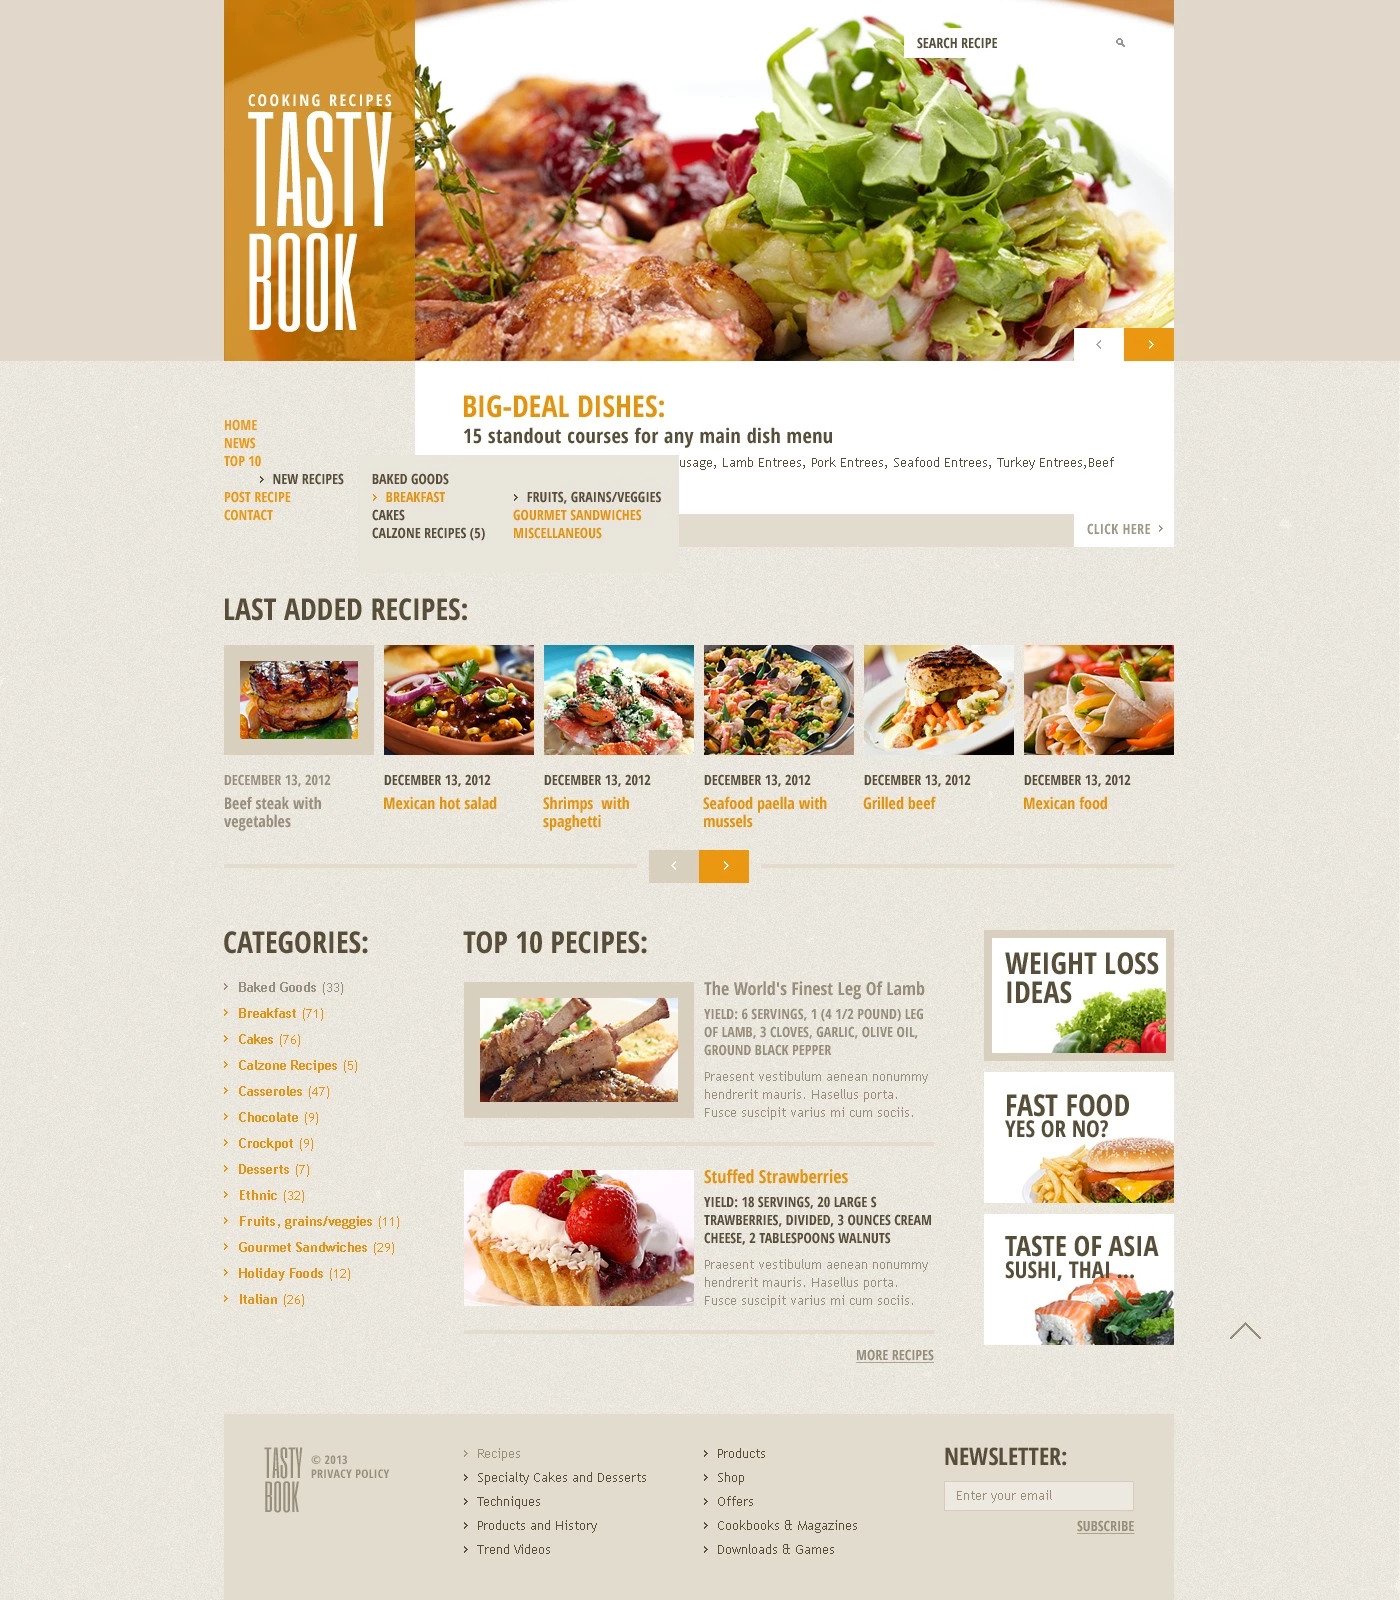 SEARCH RECIPE
COOKING RECIPES
TASTY
BOOK
BIG-DEAL DISHES:
15 standout courses for any main dish menu
usage, Lamb Entrees, Pork Entrees, Seafood Entrees, Turkey Entrees,Beef
CLICK HERE
HOME
NEWS
TOP 10
NEW RECIPES
POST RECIPE
CONTACT
BAKED GOODS
BREAKFAST
CAKES
CALZONE RECIPES (5)
FRUITS, GRAINS/VEGGIES
GOURMET SANDWICHES
MISCELLANEOUS
LAST ADDED RECIPES:
DECEMBER 13, 2012
Beef steak with
vegetables
DECEMBER 13, 2012
Mexican hot salad
DECEMBER 13, 2012
Shrimps with
spaghetti
DECEMBER 13, 2012
Seafood paella with
mussels
DECEMBER 13, 2012
Grilled beef
DECEMBER 13, 2012
Mexican food
CATEGORIES:
Baked Goods (33)
Breakfast (71)
Cakes (76)
Calzone Recipes (5)
Casseroles (47)
Chocolate (9)
Crockpot (9)
Desserts (7)
Ethnic (32)
Fruits, grains/veggies (11)
Gourmet Sandwiches (29)
Holiday Foods (12)
Italian (26)
TOP 10 PECIPES:
The World's Finest Leg Of Lamb
YIELD: 6 SERVINGS, 1 (4 1/2 POUND) LEG
OF LAMB, 3 CLOVES, GARLIC, OLIVE OIL,
GROUND BLACK PEPPER
Praesent vestibulum aenean nonummy
hendrerit mauris. Hasellus porta.
Fusce suscipit varius mi cum sociis.
Stuffed Strawberries
YIELD: 18 SERVINGS, 20 LARGE S
TRAWBERRIES, DIVIDED, 3 OUNCES CREAM
CHEESE, 2 TABLESPOONS WALNUTS
Praesent vestibulum aenean nonummy
hendrerit mauris. Hasellus porta.
Fusce suscipit varius mi cum sociis.
MORE RECIPES
WEIGHT LOSS
IDEAS
FAST FOOD
YES OR NO?
TASTE OF ASIA
SUSHI, THAI ...
TASTY
BOOK
© 2013
PRIVACY POLICY
Recipes
Specialty Cakes and Desserts
Techniques
Products and History
Trend Videos
Products
Shop
Offers
Cookbooks & Magazines
Downloads & Games
NEWSLETTER:
Enter your email
SUBSCRIBE